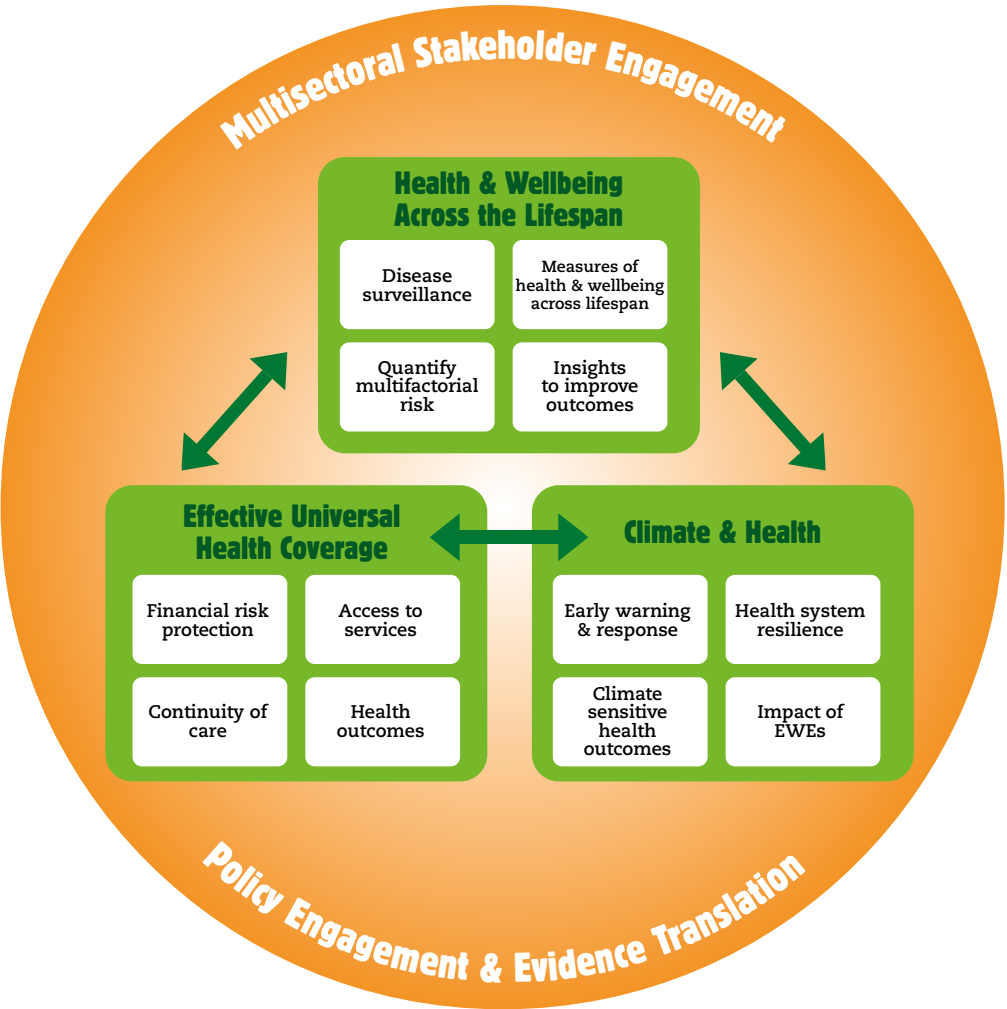 Multisectoral Stakeholder Engagement
Health & Wellbeing
Across the Lifespan
Disease
surveillance
Measures of
health & wellbeing
across lifespan
Quantify
multifactorial
risk
Insights
to improve
outcomes
Effective Universal
Health Coverage
Financial risk
protection
Access to
services
Continuity of
care
Health
outcomes
Climate & Health
Early warning
& response
Health system
resilience
Climate
sensitive
health
outcomes
Impact of
EWEs
Policy Engagement & Evidence Translation